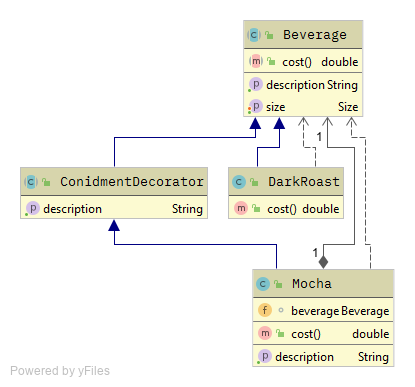 C Beverage
m cost() double
p description String
p size Size
1
C ConidmentDecorator
p description String
C DarkRoast
m cost() double
1
C Mocha
f beverage Beverage
m cost() double
p description String
Powered by yFiles